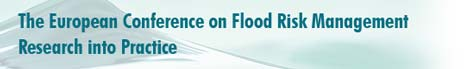 The European Conference on Flood Risk Management
Research into Practice